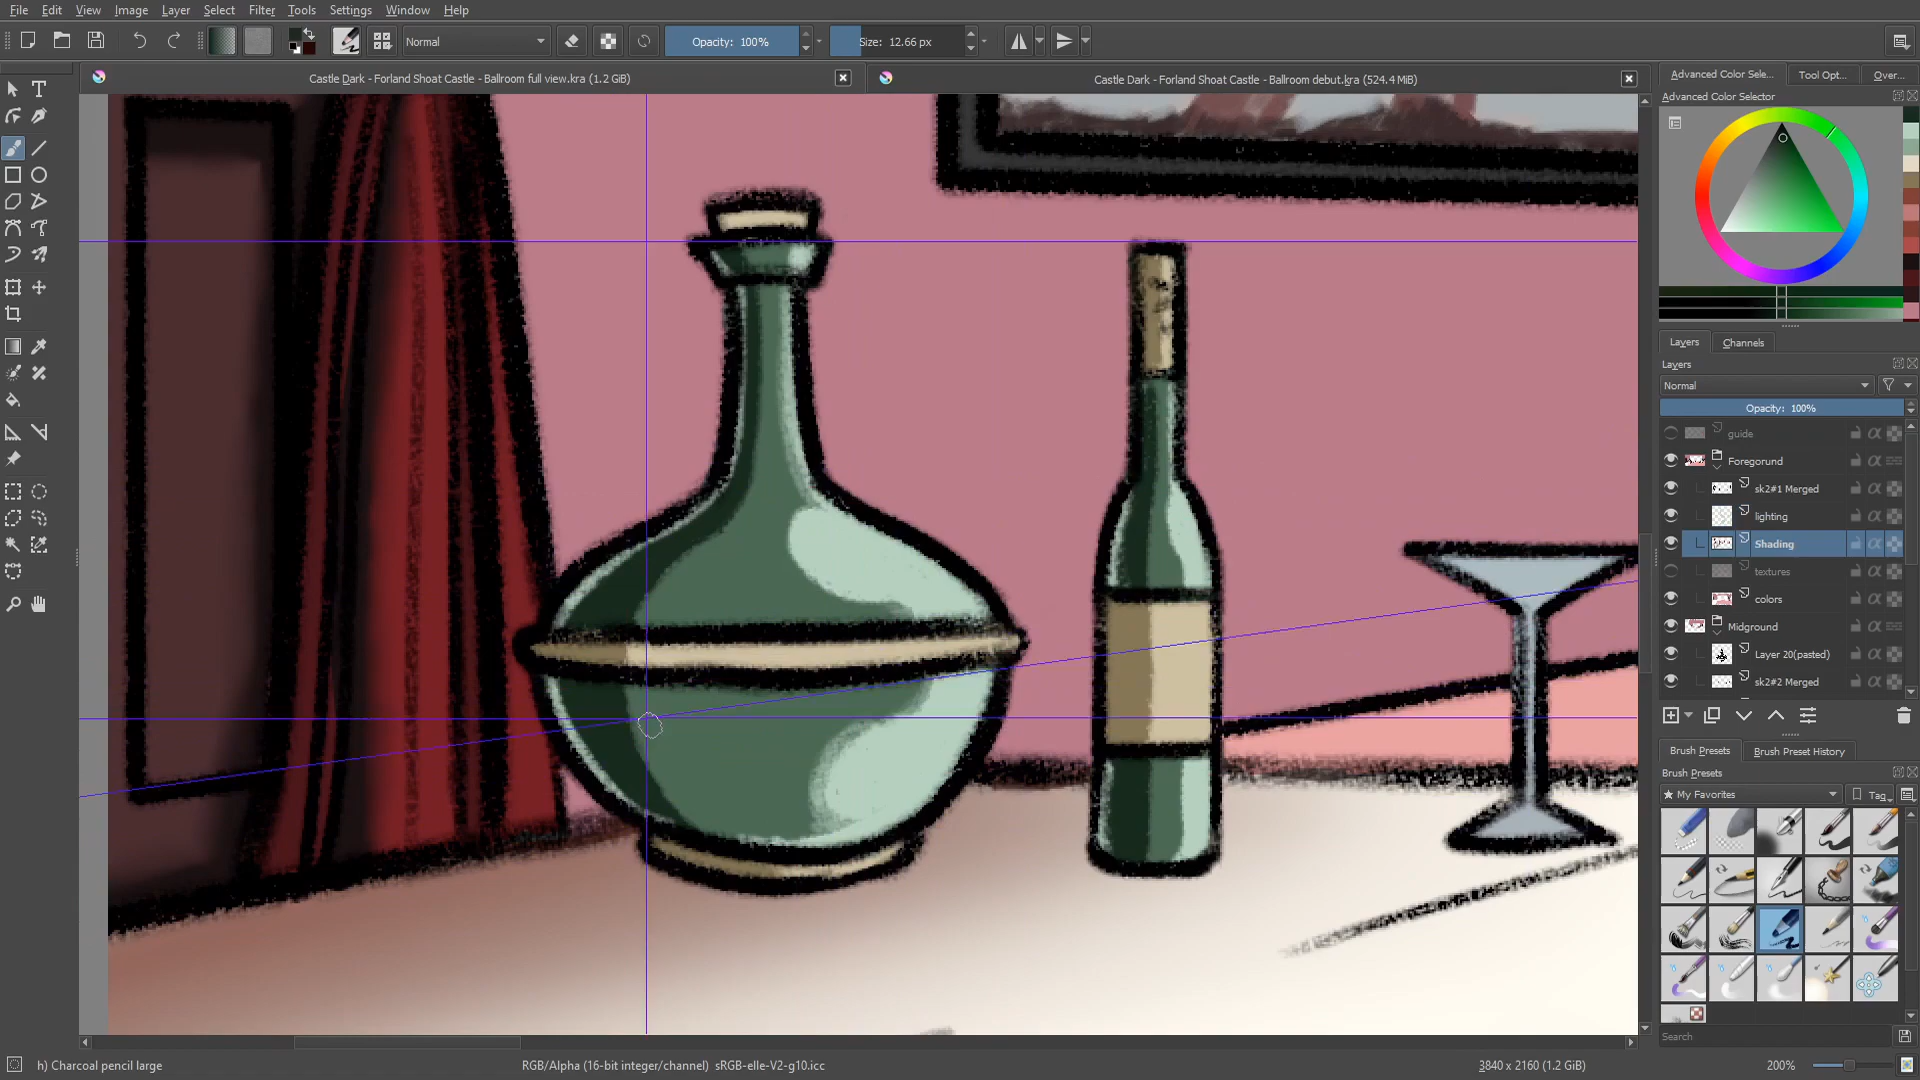 File Edit View Image Layer Select Filter Tools Settings Window Help
Normal Opacity: 100% Size: 12.66 px
Castle Dark - Forland Shoat Castle - Ballroom full view.kra (1.2 GiB)
Castle Dark - Forland Shoat Castle - Ballroom debut.kra (524.4 MiB)
Advanced Color Sele... Tool Opt... Over...
Advanced Color Selector
Layers Channels
Layers
Normal
Opacity: 100%
guide
Foregorund
sk2#1 Merged
lighting
Shading
textures
colors
Midground
Layer 20(pasted)
sk2#2 Merged
Brush Presets Brush Preset History
Brush Presets
★ My Favorites Tag
Search
h) Charcoal pencil large
RGB/Alpha (16-bit integer/channel) sRGB-elle-V2-g10.icc
3840 x 2160 (1.2 GiB)
200%